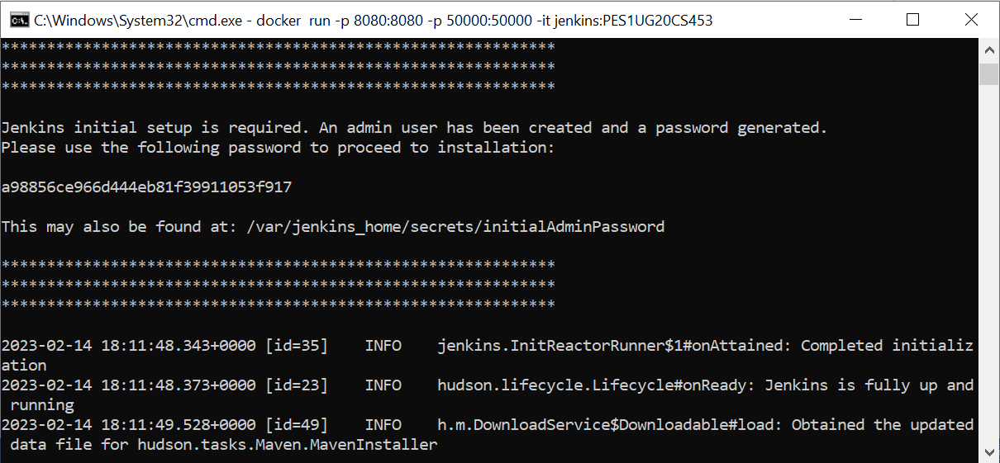 C:\Windows\System32\cmd.exe - docker  run -p 8080:8080 -p 50000:50000 -it jenkins:PES1UG20CS453
*************************************************************
*************************************************************
*************************************************************
Jenkins initial setup is required. An admin user has been created and a password generated.
Please use the following password to proceed to installation:
a98856ce966d444eb81f39911053f917
This may also be found at: /var/jenkins_home/secrets/initialAdminPassword
*************************************************************
*************************************************************
*************************************************************
2023-02-14 18:11:48.343+0000 [id=35]    INFO    jenkins.InitReactorRunner$1#onAttained: Completed initializ
ation
2023-02-14 18:11:48.373+0000 [id=23]    INFO    hudson.lifecycle.Lifecycle#onReady: Jenkins is fully up and
 running
2023-02-14 18:11:49.528+0000 [id=49]    INFO    h.m.DownloadService$Downloadable#load: Obtained the updated
 data file for hudson.tasks.Maven.MavenInstaller